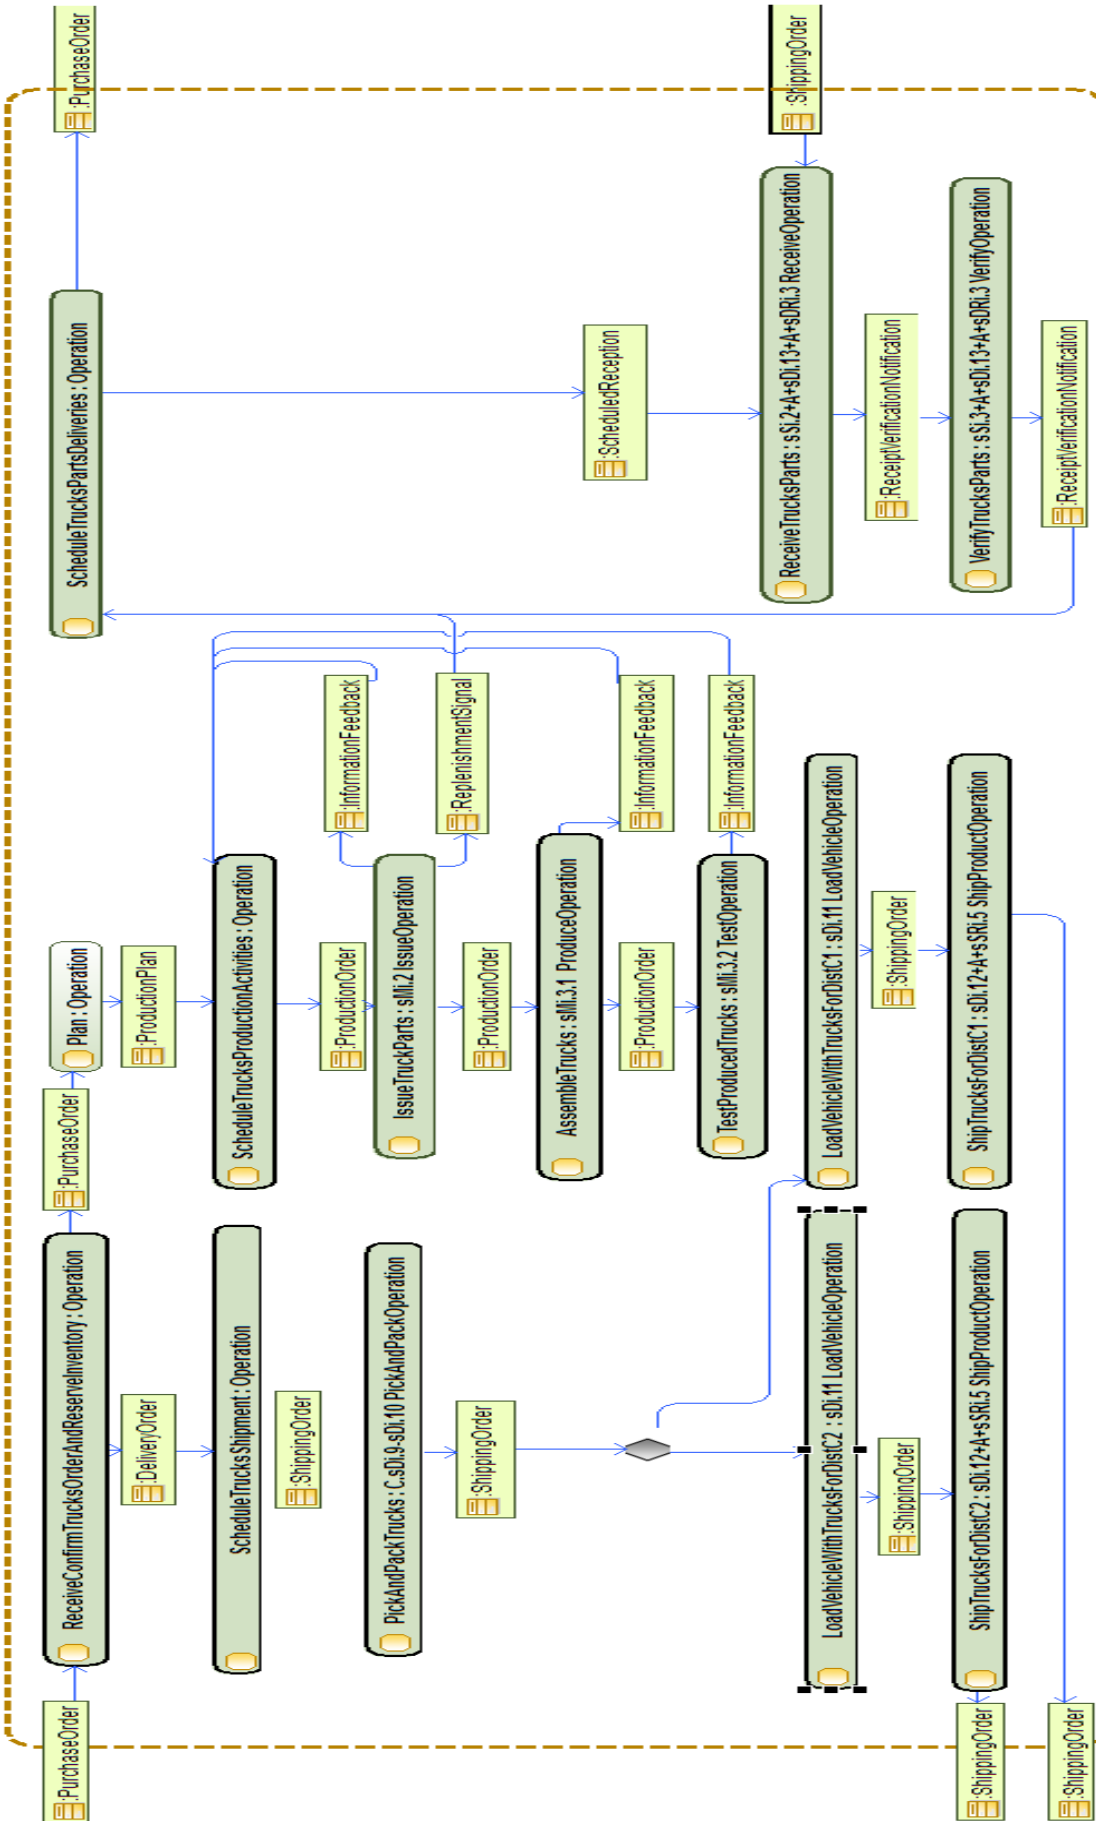 :PurchaseOrder
ReceiveConfirmTrucksOrderAndReserveInventory : Operation
:PurchaseOrder
Plan : Operation
ScheduleTrucksPartsDeliveries : Operation
:PurchaseOrder
:DeliveryOrder
:ProductionPlan
ScheduleTrucksShipment : Operation
ScheduleTrucksProductionActivities : Operation
:ShippingOrder
:ProductionOrder
:InformationFeedback
PickAndPackTrucks : C.sDi.9-sDi.10 PickAndPackOperation
IssueTruckParts : sMi.2 IssueOperation
:ReplenishmentSignal
:ShippingOrder
:ProductionOrder
AssembleTrucks : sMi.3.1 ProduceOperation
:ScheduledReception
:ProductionOrder
:InformationFeedback
TestProducedTrucks : sMi.3.2 TestOperation
:InformationFeedback
:ShippingOrder
ReceiveTrucksParts : sSi.2+A+sDi.13+A+sDRi.3 ReceiveOperation
LoadVehicleWithTrucksForDistC2 : sDi.11 LoadVehicleOperation
LoadVehicleWithTrucksForDistC1 : sDi.11 LoadVehicleOperation
:ReceiptVerificationNotification
:ShippingOrder
:ShippingOrder
ShipTrucksForDistC2 : sDi.12+A+sSRi.5 ShipProductOperation
ShipTrucksForDistC1 : sDi.12+A+sSRi.5 ShipProductOperation
VerifyTrucksParts : sSi.3+A+sDi.13+A+sDRi.3 VerifyOperation
:ShippingOrder
:ReceiptVerificationNotification
:ShippingOrder